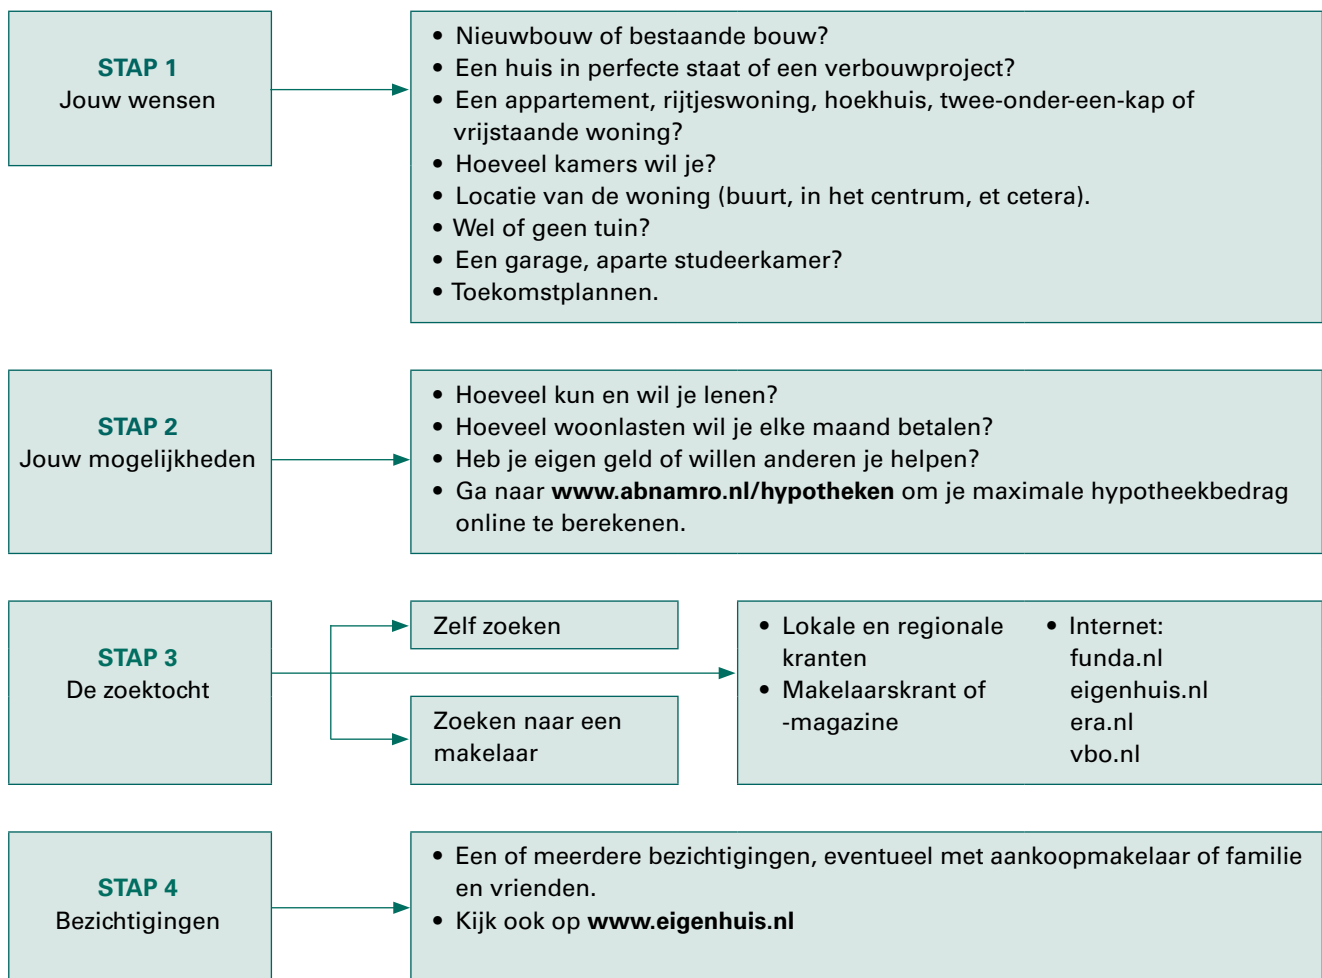 STAP 1
Jouw wensen
• Nieuwbouw of bestaande bouw?
• Een huis in perfecte staat of een verbouwproject?
• Een appartement, rijtjeswoning, hoekhuis, twee-onder-een-kap of
vrijstaande woning?
• Hoeveel kamers wil je?
• Locatie van de woning (buurt, in het centrum, et cetera).
• Wel of geen tuin?
• Een garage, aparte studeerkamer?
• Toekomstplannen.
STAP 2
Jouw mogelijkheden
• Hoeveel kun en wil je lenen?
• Hoeveel woonlasten wil je elke maand betalen?
• Heb je eigen geld of willen anderen je helpen?
• Ga naar www.abnamro.nl/hypotheken om je maximale hypotheekbedrag
online te berekenen.
STAP 3
De zoektocht
Zelf zoeken
Zoeken naar een
makelaar
• Lokale en regionale
kranten
• Makelaarskrant of
-magazine
• Internet:
funda.nl
eigenhuis.nl
era.nl
vbo.nl
STAP 4
Bezichtigingen
• Een of meerdere bezichtigingen, eventueel met aankoopmakelaar of familie
en vrienden.
• Kijk ook op www.eigenhuis.nl